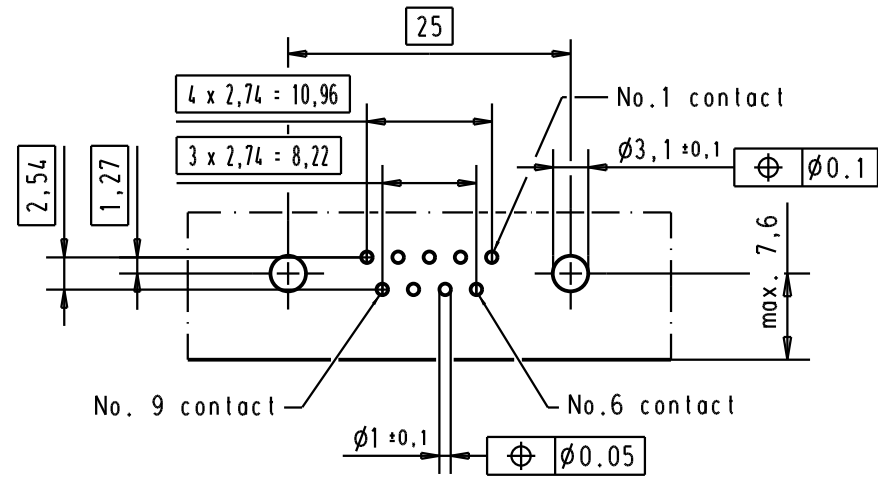 25
4 x 2,74 = 10,96
No.1 contact
3 x 2,74 = 8,22
Ø3,1 ±0,1
⌖ Ø0.1
2,54
1,27
max. 7,6
No. 9 contact
No.6 contact
Ø1 ±0,1
⌖ Ø0.05